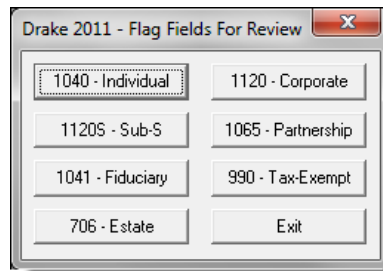 Drake 2011 - Flag Fields For Review
1040 - Individual
1120 - Corporate
1120S - Sub-S
1065 - Partnership
1041 - Fiduciary
990 - Tax-Exempt
706 - Estate
Exit